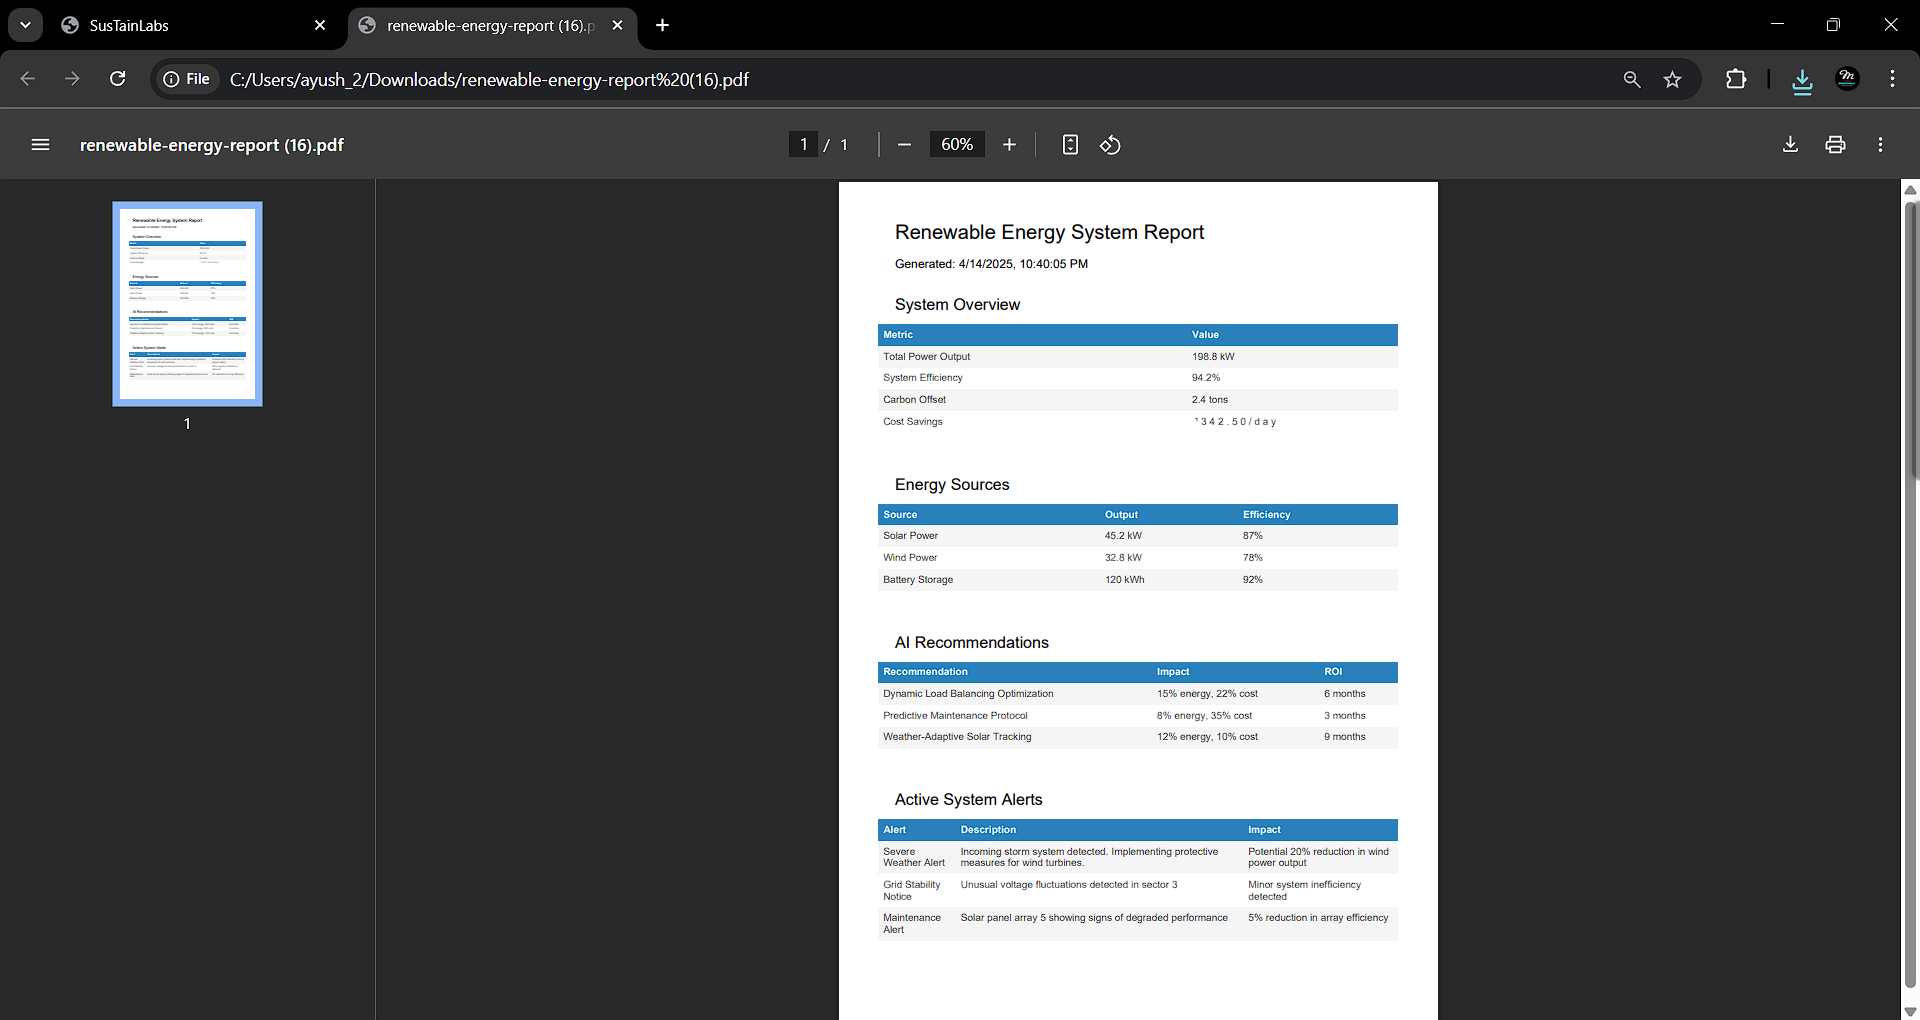 SusTainLabs
renewable-energy-report (16).p
File
C:/Users/ayush_2/Downloads/renewable-energy-report%20(16).pdf
renewable-energy-report (16).pdf
1 / 1
60%
1
Renewable Energy System Report
Generated: 4/14/2025, 10:40:05 PM
System Overview
Metric Value
Total Power Output 198.8 kW
System Efficiency 94.2%
Carbon Offset 2.4 tons
Cost Savings ¹342.50/day
Energy Sources
Source Output Efficiency
Solar Power 45.2 kW 87%
Wind Power 32.8 kW 78%
Battery Storage 120 kWh 92%
AI Recommendations
Recommendation Impact ROI
Dynamic Load Balancing Optimization 15% energy, 22% cost 6 months
Predictive Maintenance Protocol 8% energy, 35% cost 3 months
Weather-Adaptive Solar Tracking 12% energy, 10% cost 9 months
Active System Alerts
Alert Description Impact
Severe Incoming storm system detected. Implementing protective Potential 20% reduction in wind
Weather Alert measures for wind turbines. power output
Grid Stability Unusual voltage fluctuations detected in sector 3 Minor system inefficiency
Notice detected
Maintenance Solar panel array 5 showing signs of degraded performance 5% reduction in array efficiency
Alert